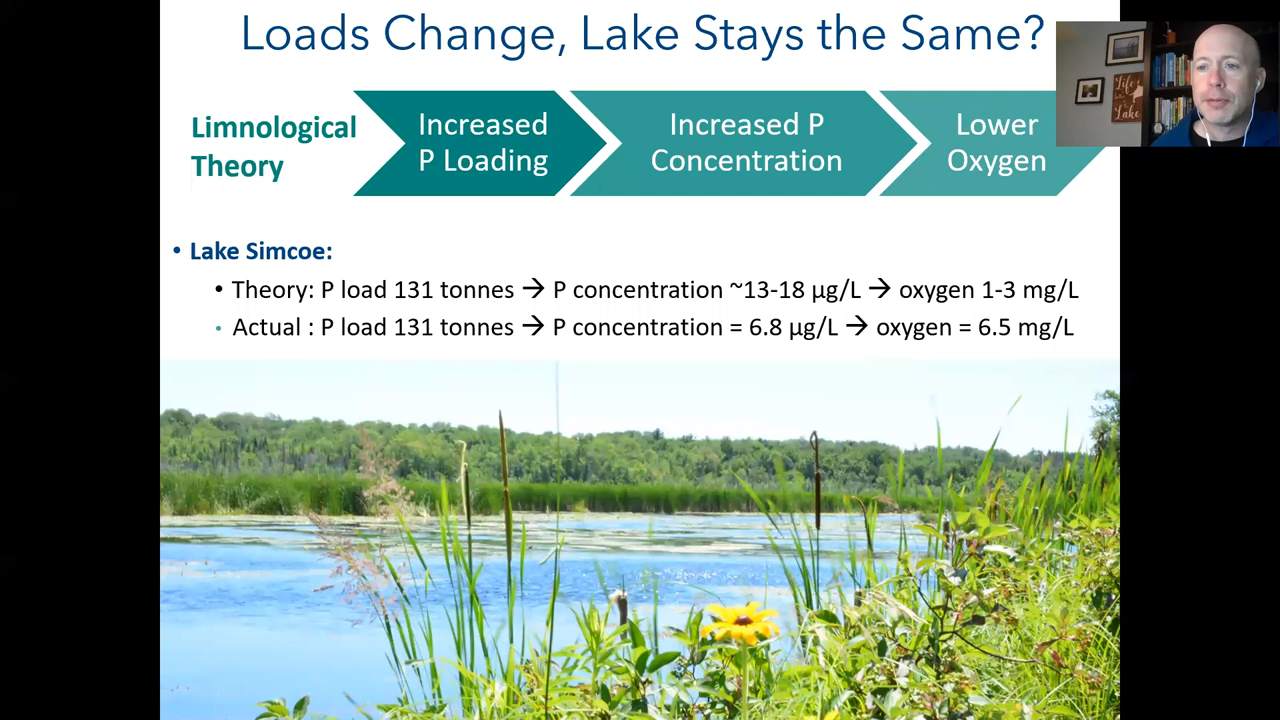 Loads Change, Lake Stays the Same?
Limnological
Theory
Increased
P Loading
Increased P
Concentration
Lower
Oxygen
• Lake Simcoe:
• Theory: P load 131 tonnes → P concentration ~13-18 µg/L → oxygen 1-3 mg/L
• Actual : P load 131 tonnes → P concentration = 6.8 µg/L → oxygen = 6.5 mg/L
Life
Lake